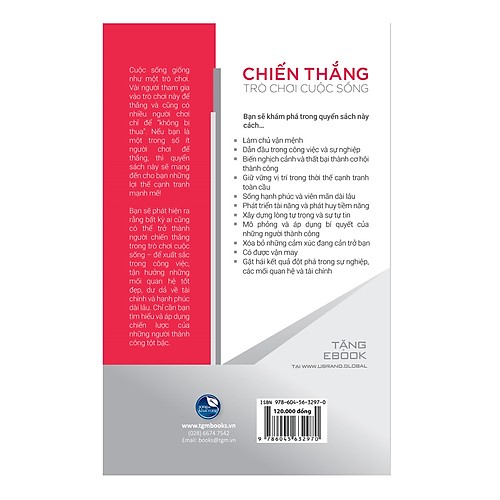 Cuộc sống giống
như một trò chơi.
Vài người tham gia
vào trò chơi này để
thắng và cũng có
nhiều người chơi
chỉ để "không bị
thua". Nếu bạn là
một trong số ít
người chơi để
thắng, thì quyển
sách này sẽ mang
đến cho bạn những
lợi thế cạnh tranh
mạnh mẽ!
Bạn sẽ phát hiện ra
rằng bất kỳ ai cũng
có thể trở thành
người chiến thắng
trong trò chơi cuộc
sống – để xuất sắc
trong công việc,
tận hưởng những
mối quan hệ tốt
đẹp, dư dả về tài
chính và hạnh phúc
dài lâu. Chỉ cần bạn
tìm hiểu và áp dụng
chiến lược của
những người thành
công tột bậc.
CHIẾN THẮNG
TRÒ CHƠI CUỘC SỐNG
Bạn sẽ khám phá trong quyển sách này
cách...
Làm chủ vận mệnh
Dẫn đầu trong công việc và sự nghiệp
Biến nghịch cảnh và thất bại thành cơ hội
thành công
Giữ vững vị trí trong thời thế cạnh tranh
toàn cầu
Sống hạnh phúc và viên mãn dài lâu
Phát triển tài năng và phát huy tiềm năng
Xây dựng lòng tự trọng và sự tự tin
Mô phỏng và áp dụng bí quyết của
những người thành công
Xóa bỏ những cảm xúc đang cản trở bạn
Có được vận may
Gặt hái kết quả đột phá trong sự nghiệp,
các mối quan hệ và tài chính
TẶNG
EBOOK
TẠI WWW.UBRAND.GLOBAL
www.tgmbooks.vn
(028) 6674.7542
Email: books@tgm.vn
ISBN 978-604-56-3297-0
120.000 đồng
9 786045 632970